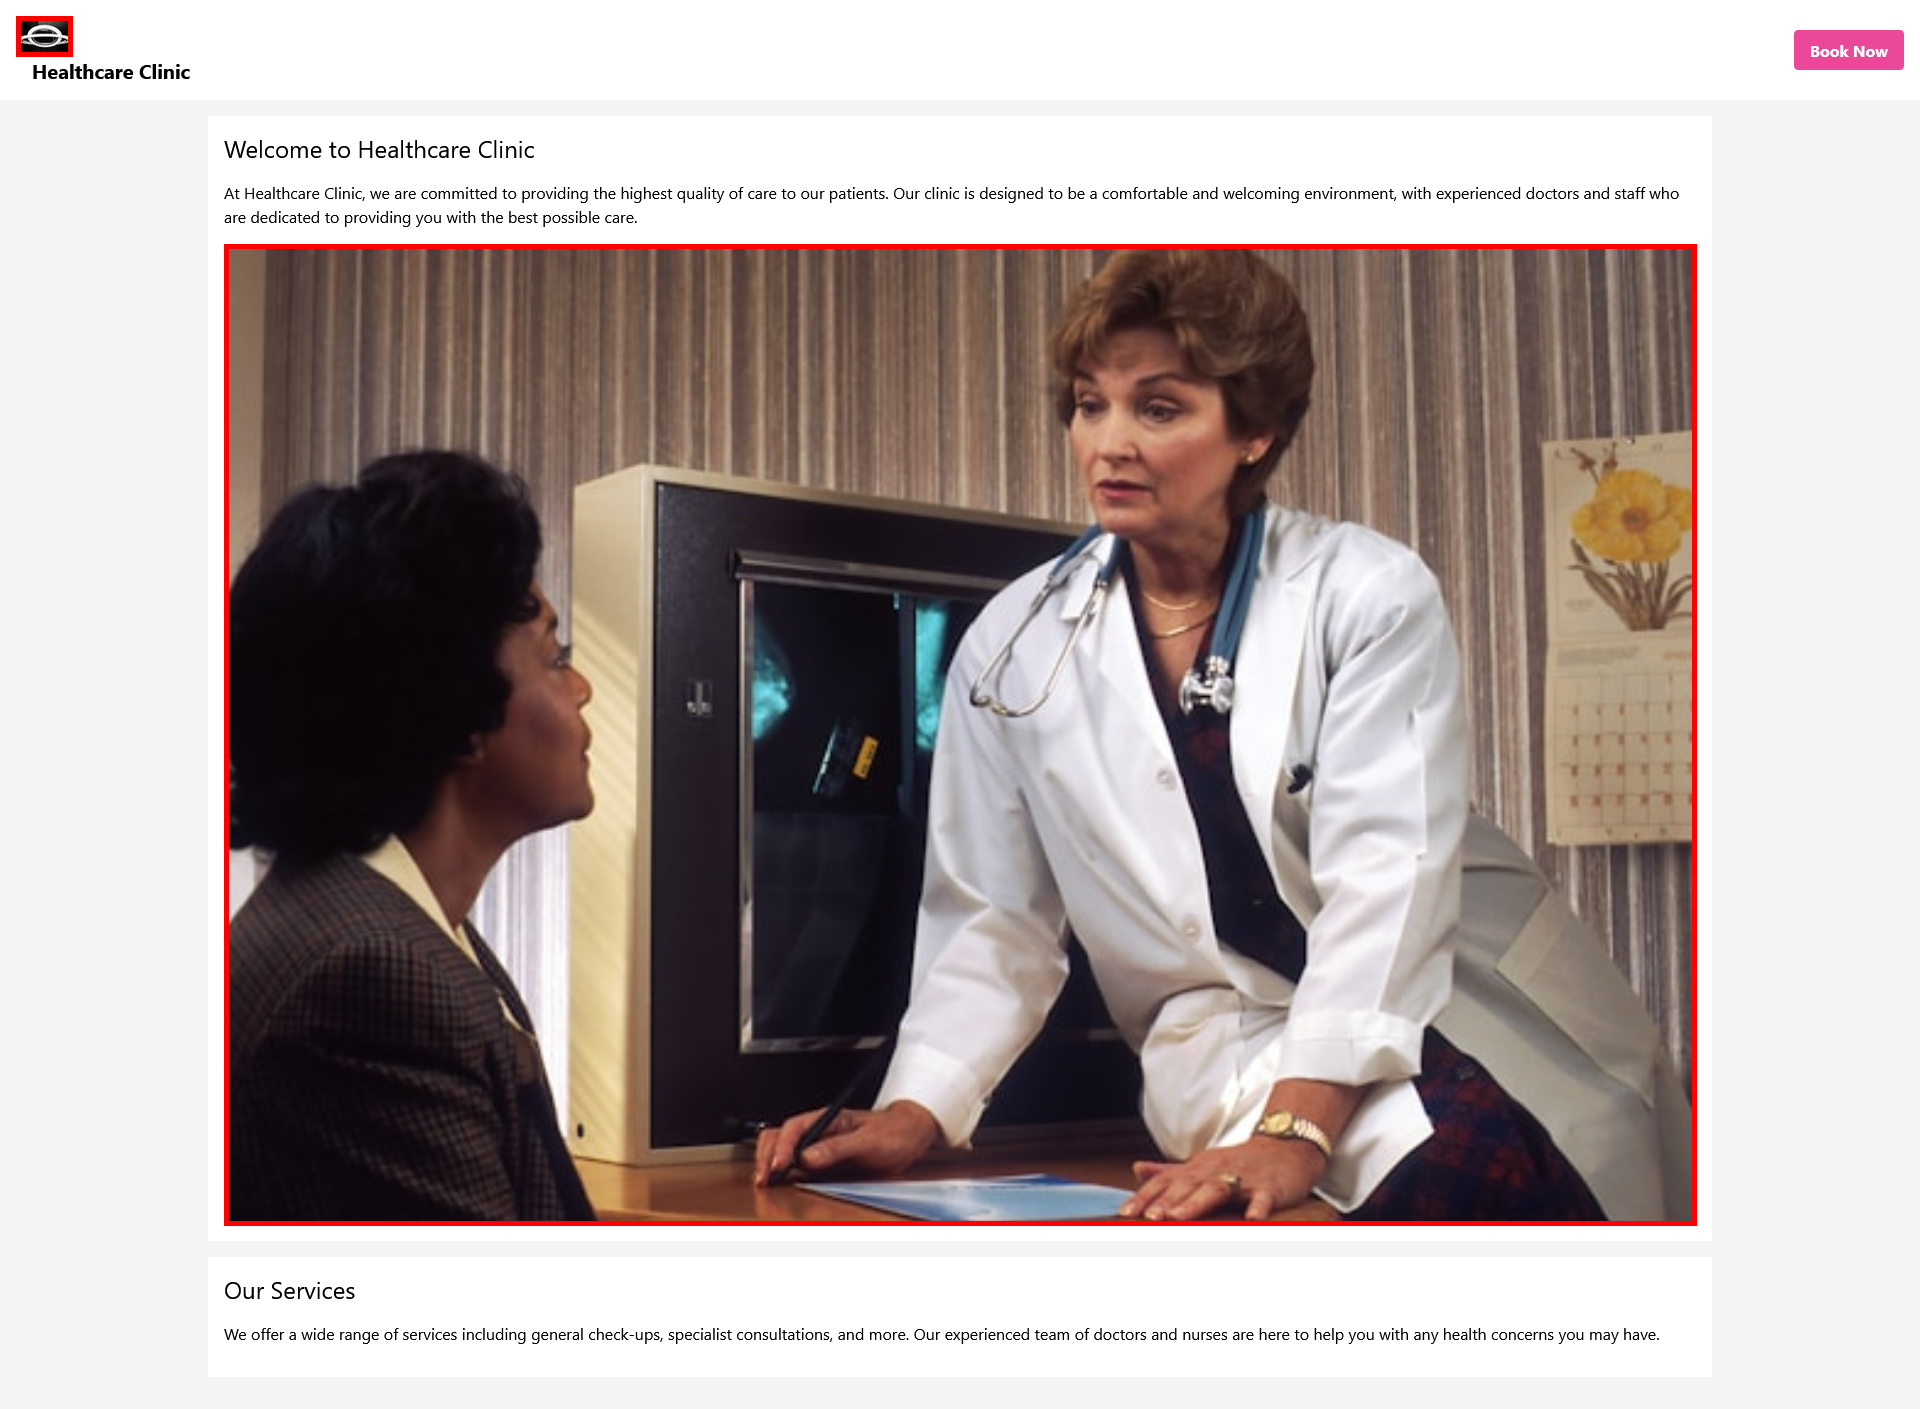 Healthcare Clinic
Book Now
Welcome to Healthcare Clinic
At Healthcare Clinic, we are committed to providing the highest quality of care to our patients. Our clinic is designed to be a comfortable and welcoming environment, with experienced doctors and staff who
are dedicated to providing you with the best possible care.
Our Services
We offer a wide range of services including general check-ups, specialist consultations, and more. Our experienced team of doctors and nurses are here to help you with any health concerns you may have.